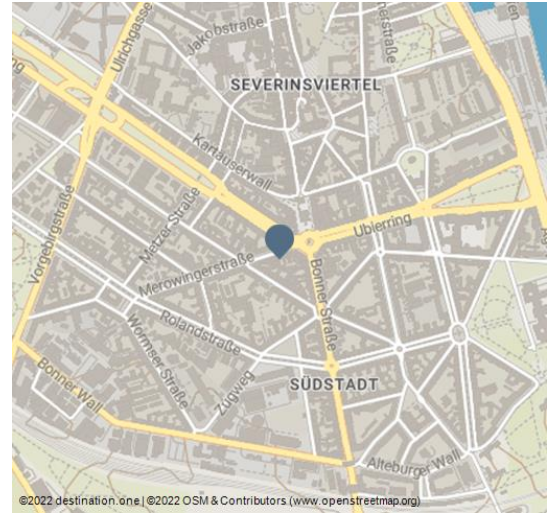 Ulrichgasse
Jakobstraße
SEVERINSVIERTEL
Kartäuserwall
Metzer Straße
Vorgebirgstraße
Ubierring
Merowingerstraße
Bonner Straße
Rolandstraße
Wormser Straße
Zugweg
SÜDSTADT
Bonner Wall
Alteburger Wall
©2022 destination.one | ©2022 OSM & Contributors (www.openstreetmap.org)